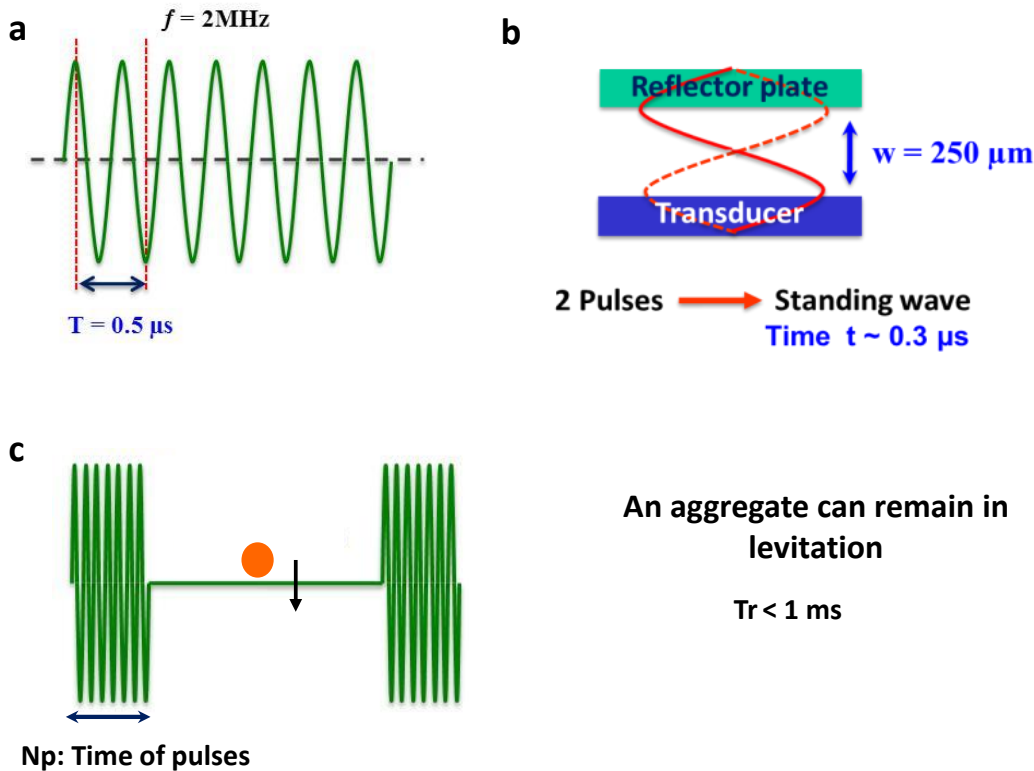 a
f = 2MHz
T = 0.5 µs
b
Reflector plate
w = 250 µm
Transducer
2 Pulses Standing wave
Time t ~ 0.3 µs
c
Np: Time of pulses
An aggregate can remain in
levitation
Tr < 1 ms